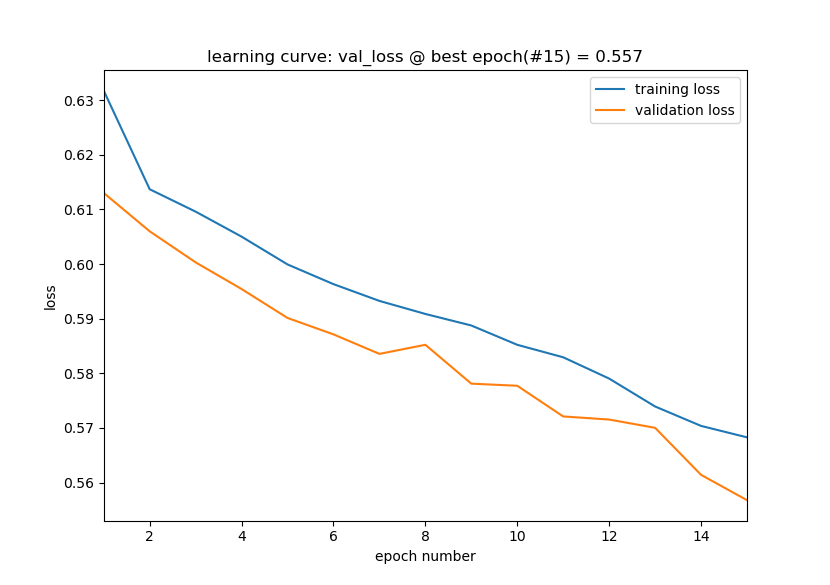 learning curve: val_loss @ best epoch(#15) = 0.557
training loss
validation loss
0.63
0.62
0.61
0.60
0.59
0.58
0.57
0.56
loss
2 4 6 8 10 12 14
epoch number